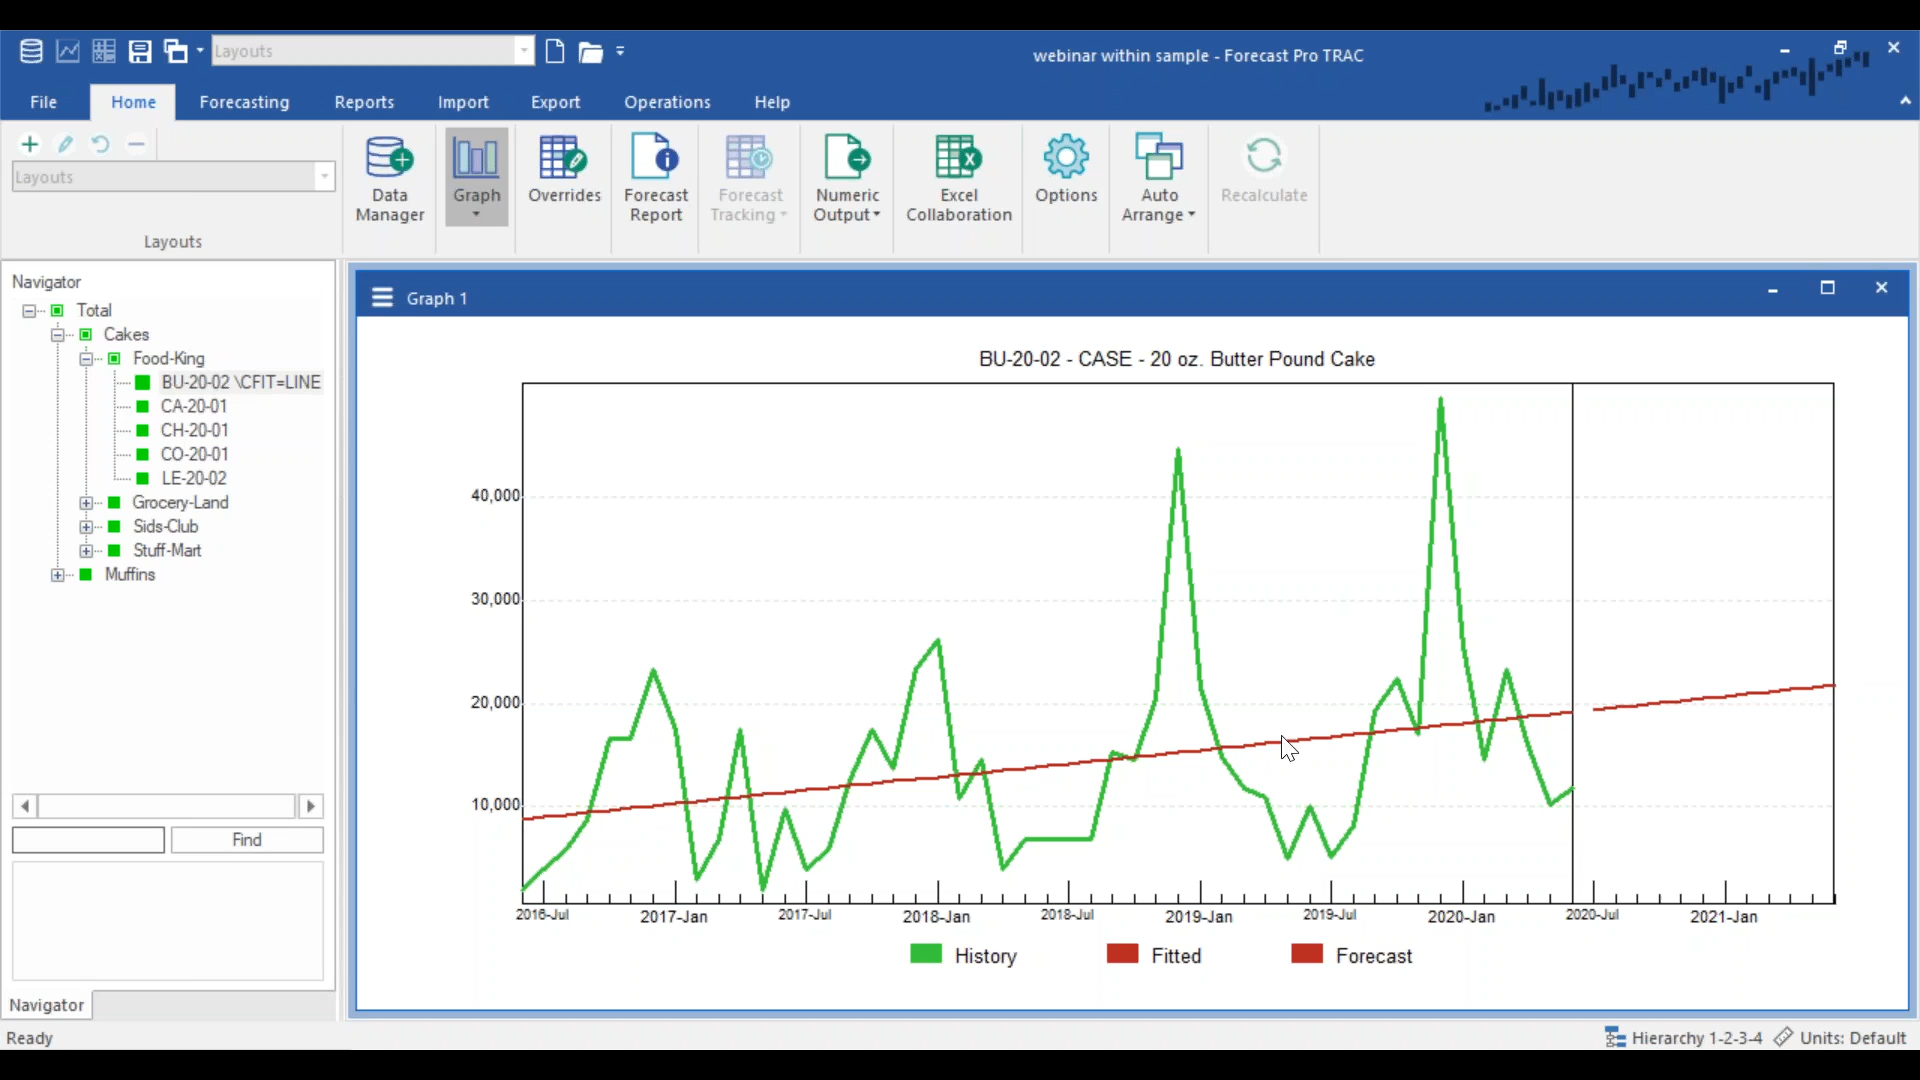 Layouts
webinar within sample - Forecast Pro TRAC
File Home Forecasting Reports Import Export Operations Help
Layouts
Layouts
Data Manager
Graph
Overrides
Forecast Report
Forecast Tracking
Numeric Output
Excel Collaboration
Options
Auto Arrange
Recalculate
Navigator
Total
Cakes
Food-King
BU-20-02 \CFIT=LINE
CA-20-01
CH-20-01
CO-20-01
LE-20-02
Grocery-Land
Sids-Club
Stuff-Mart
Muffins
Find
Navigator
Graph 1
BU-20-02 - CASE - 20 oz. Butter Pound Cake
40,000
30,000
20,000
10,000
2016-Jul 2017-Jan 2017-Jul 2018-Jan 2018-Jul 2019-Jan 2019-Jul 2020-Jan 2020-Jul 2021-Jan
History Fitted Forecast
Ready
Hierarchy 1-2-3-4 Units: Default